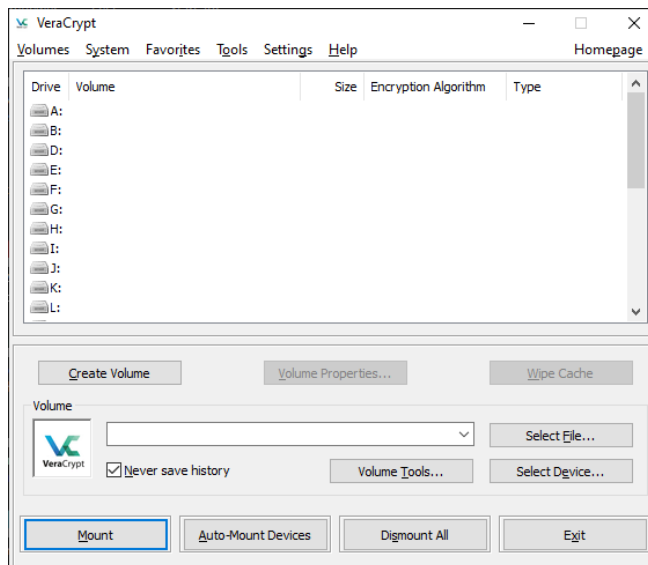 VeraCrypt
Volumes System Favorites Tools Settings Help Homepage
Drive Volume Size Encryption Algorithm Type
A:
B:
D:
E:
F:
G:
H:
I:
J:
K:
L:
Create Volume Volume Properties... Wipe Cache
Volume
VeraCrypt
Select File...
Never save history Volume Tools... Select Device...
Mount Auto-Mount Devices Dismount All Exit